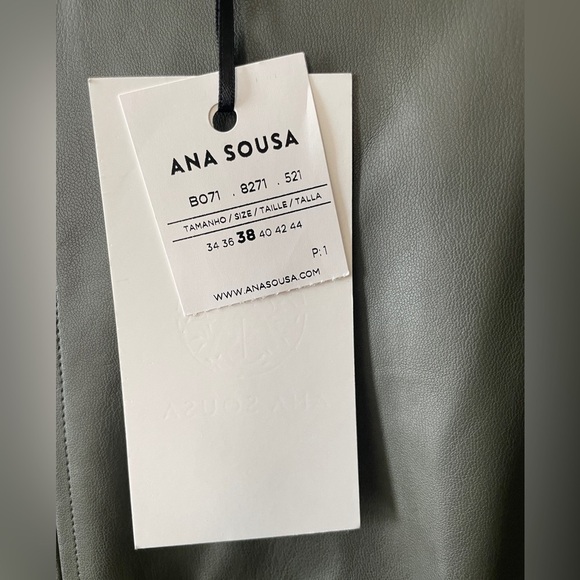 ANA SOUSA
B071 . 8271 . 521
TAMANHO / SIZE / TAILLE / TALLA
34 36 38 40 42 44
P: 1
WWW.ANASOUSA.COM
ANA SOUSA